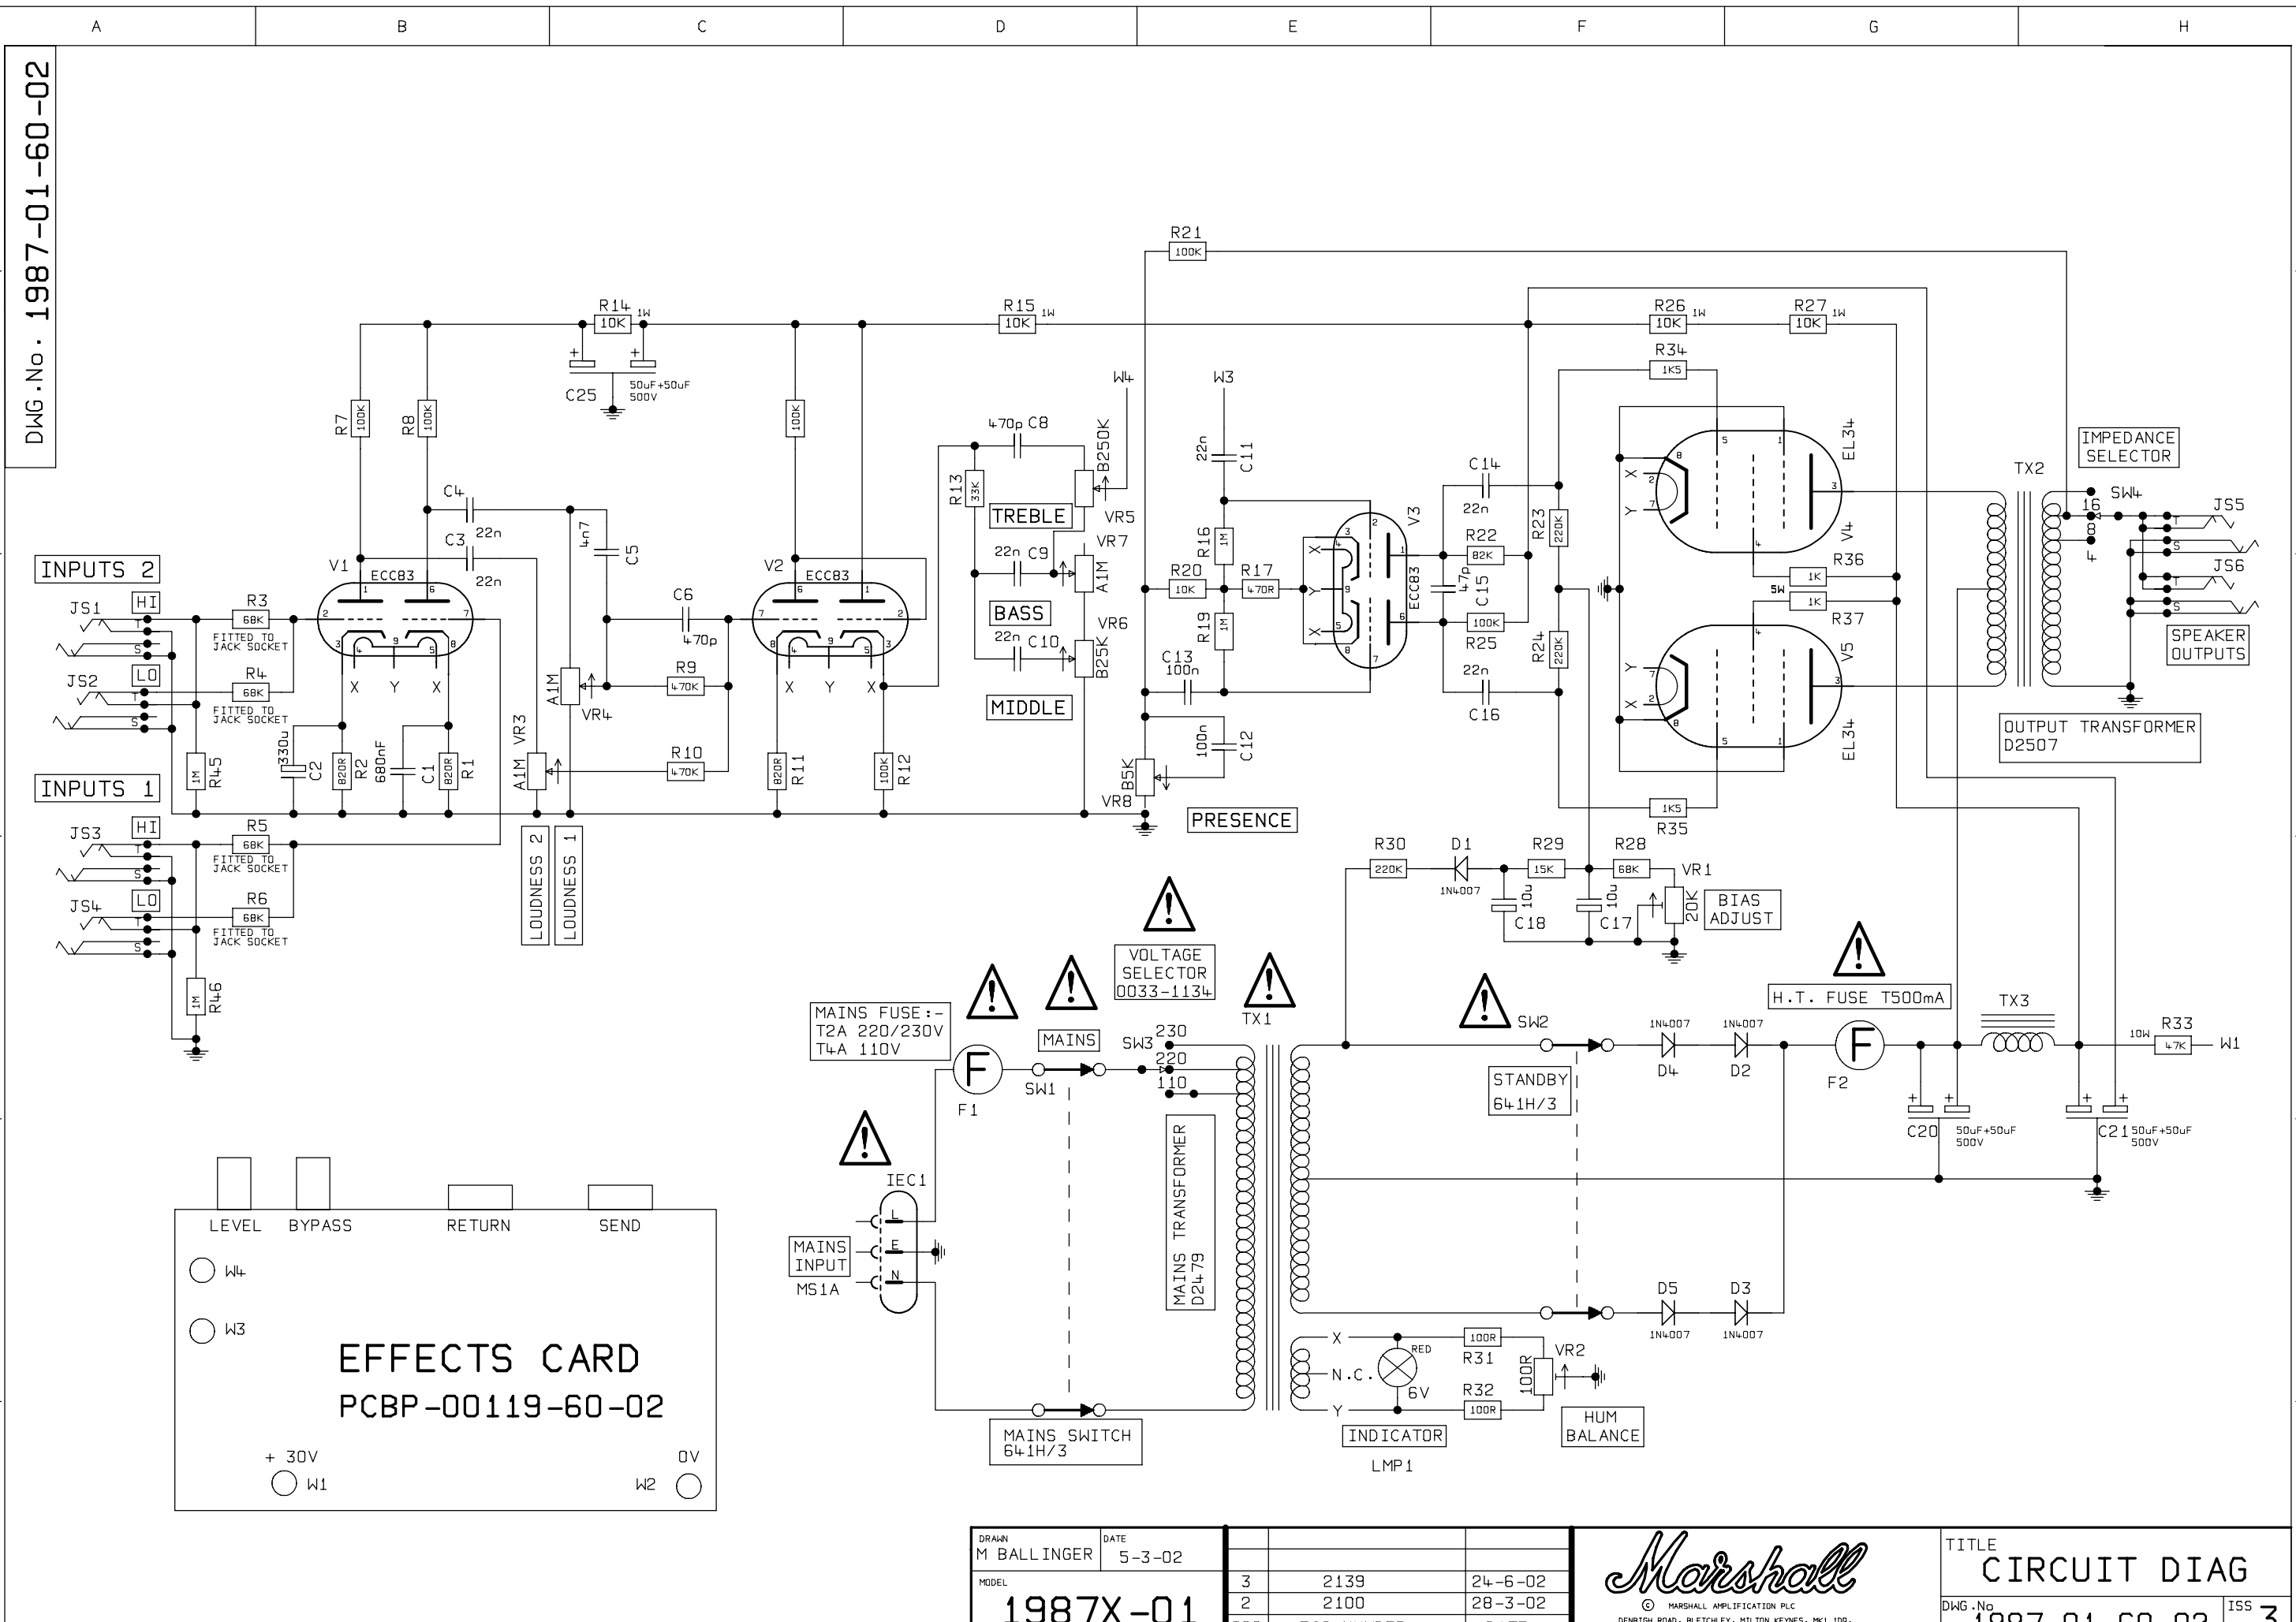 A B C D E F G H
DWG.No. 1987-01-60-02
R21
100K
R14 1W
10K
R15 1W
10K
R26 1W
10K
R27 1W
10K
R34
1K5
C25
50uF+50uF
500V
W4
W3
R7
100K
R8
100K
100K
470p C8
B250K
VR5
R13
33K
TREBLE
22n
C11
C14
22n
R23
220K
EL34
V4
TX2
IMPEDANCE
SELECTOR
SW4
16
8
4
JS5
T
S
JS6
T
S
SPEAKER
OUTPUTS
C4
22n
C3
22n
4n7
C5
V1
ECC83
V2
ECC83
22n C9
VR7
A1M
BASS
22n C10
VR6
B25K
MIDDLE
R16
1M
R20
10K
R17
470R
R19
1M
C13
100n
V3
ECC83
R22
82K
47p
C15
100K
R25
22n
C16
R24
220K
R36
1K
5W
1K
R37
V5
EL34
INPUTS 2
JS1
HI
T
S
R3
68K
FITTED TO
JACK SOCKET
JS2
LO
T
S
R4
68K
FITTED TO
JACK SOCKET
X Y X
X Y X
C6
470p
R9
470K
A1M
VR4
VR3
A1M
R10
470K
330u
C2
R2
820R
680nF
C1
R1
820R
R11
820R
R12
100K
R45
1M
100n
C12
B5K
VR8
PRESENCE
OUTPUT TRANSFORMER
D2507
1K5
R35
INPUTS 1
JS3
HI
T
S
R5
68K
FITTED TO
JACK SOCKET
JS4
LO
T
S
R6
68K
FITTED TO
JACK SOCKET
R46
1M
LOUDNESS 2
LOUDNESS 1
R30
220K
D1
1N4007
R29
15K
R28
68K
VR1
20K
10u
C18
10u
C17
BIAS
ADJUST
VOLTAGE
SELECTOR
0033-1134
MAINS FUSE:-
T2A 220/230V
T4A 110V
MAINS
SW3
230
220
110
TX1
SW2
1N4007
D4
1N4007
D2
H.T. FUSE T500mA
F
F2
TX3
10W R33
47K
W1
F
F1
SW1
STANDBY
641H/3
C20
50uF+50uF
500V
C21
50uF+50uF
500V
MAINS TRANSFORMER
D2479
IEC1
L
E
N
MAINS
INPUT
MS1A
LEVEL
BYPASS
RETURN
SEND
W4
W3
EFFECTS CARD
PCBP-00119-60-02
+ 30V
W1
0V
W2
D5
1N4007
D3
1N4007
X
N.C.
Y
RED
6V
100R
R31
R32
100R
VR2
100R
HUM
BALANCE
INDICATOR
LMP1
MAINS SWITCH
641H/3
DRAWN
M BALLINGER
DATE
5-3-02
MODEL
1987X-01
3 2139 24-6-02
2 2100 28-3-02
Marshall
© MARSHALL AMPLIFICATION PLC
DENBIGH ROAD, BLETCHLEY, MILTON KEYNES, MK1 1DQ.
TITLE
CIRCUIT DIAG
DWG.No
1987-01-60-02
ISS 3